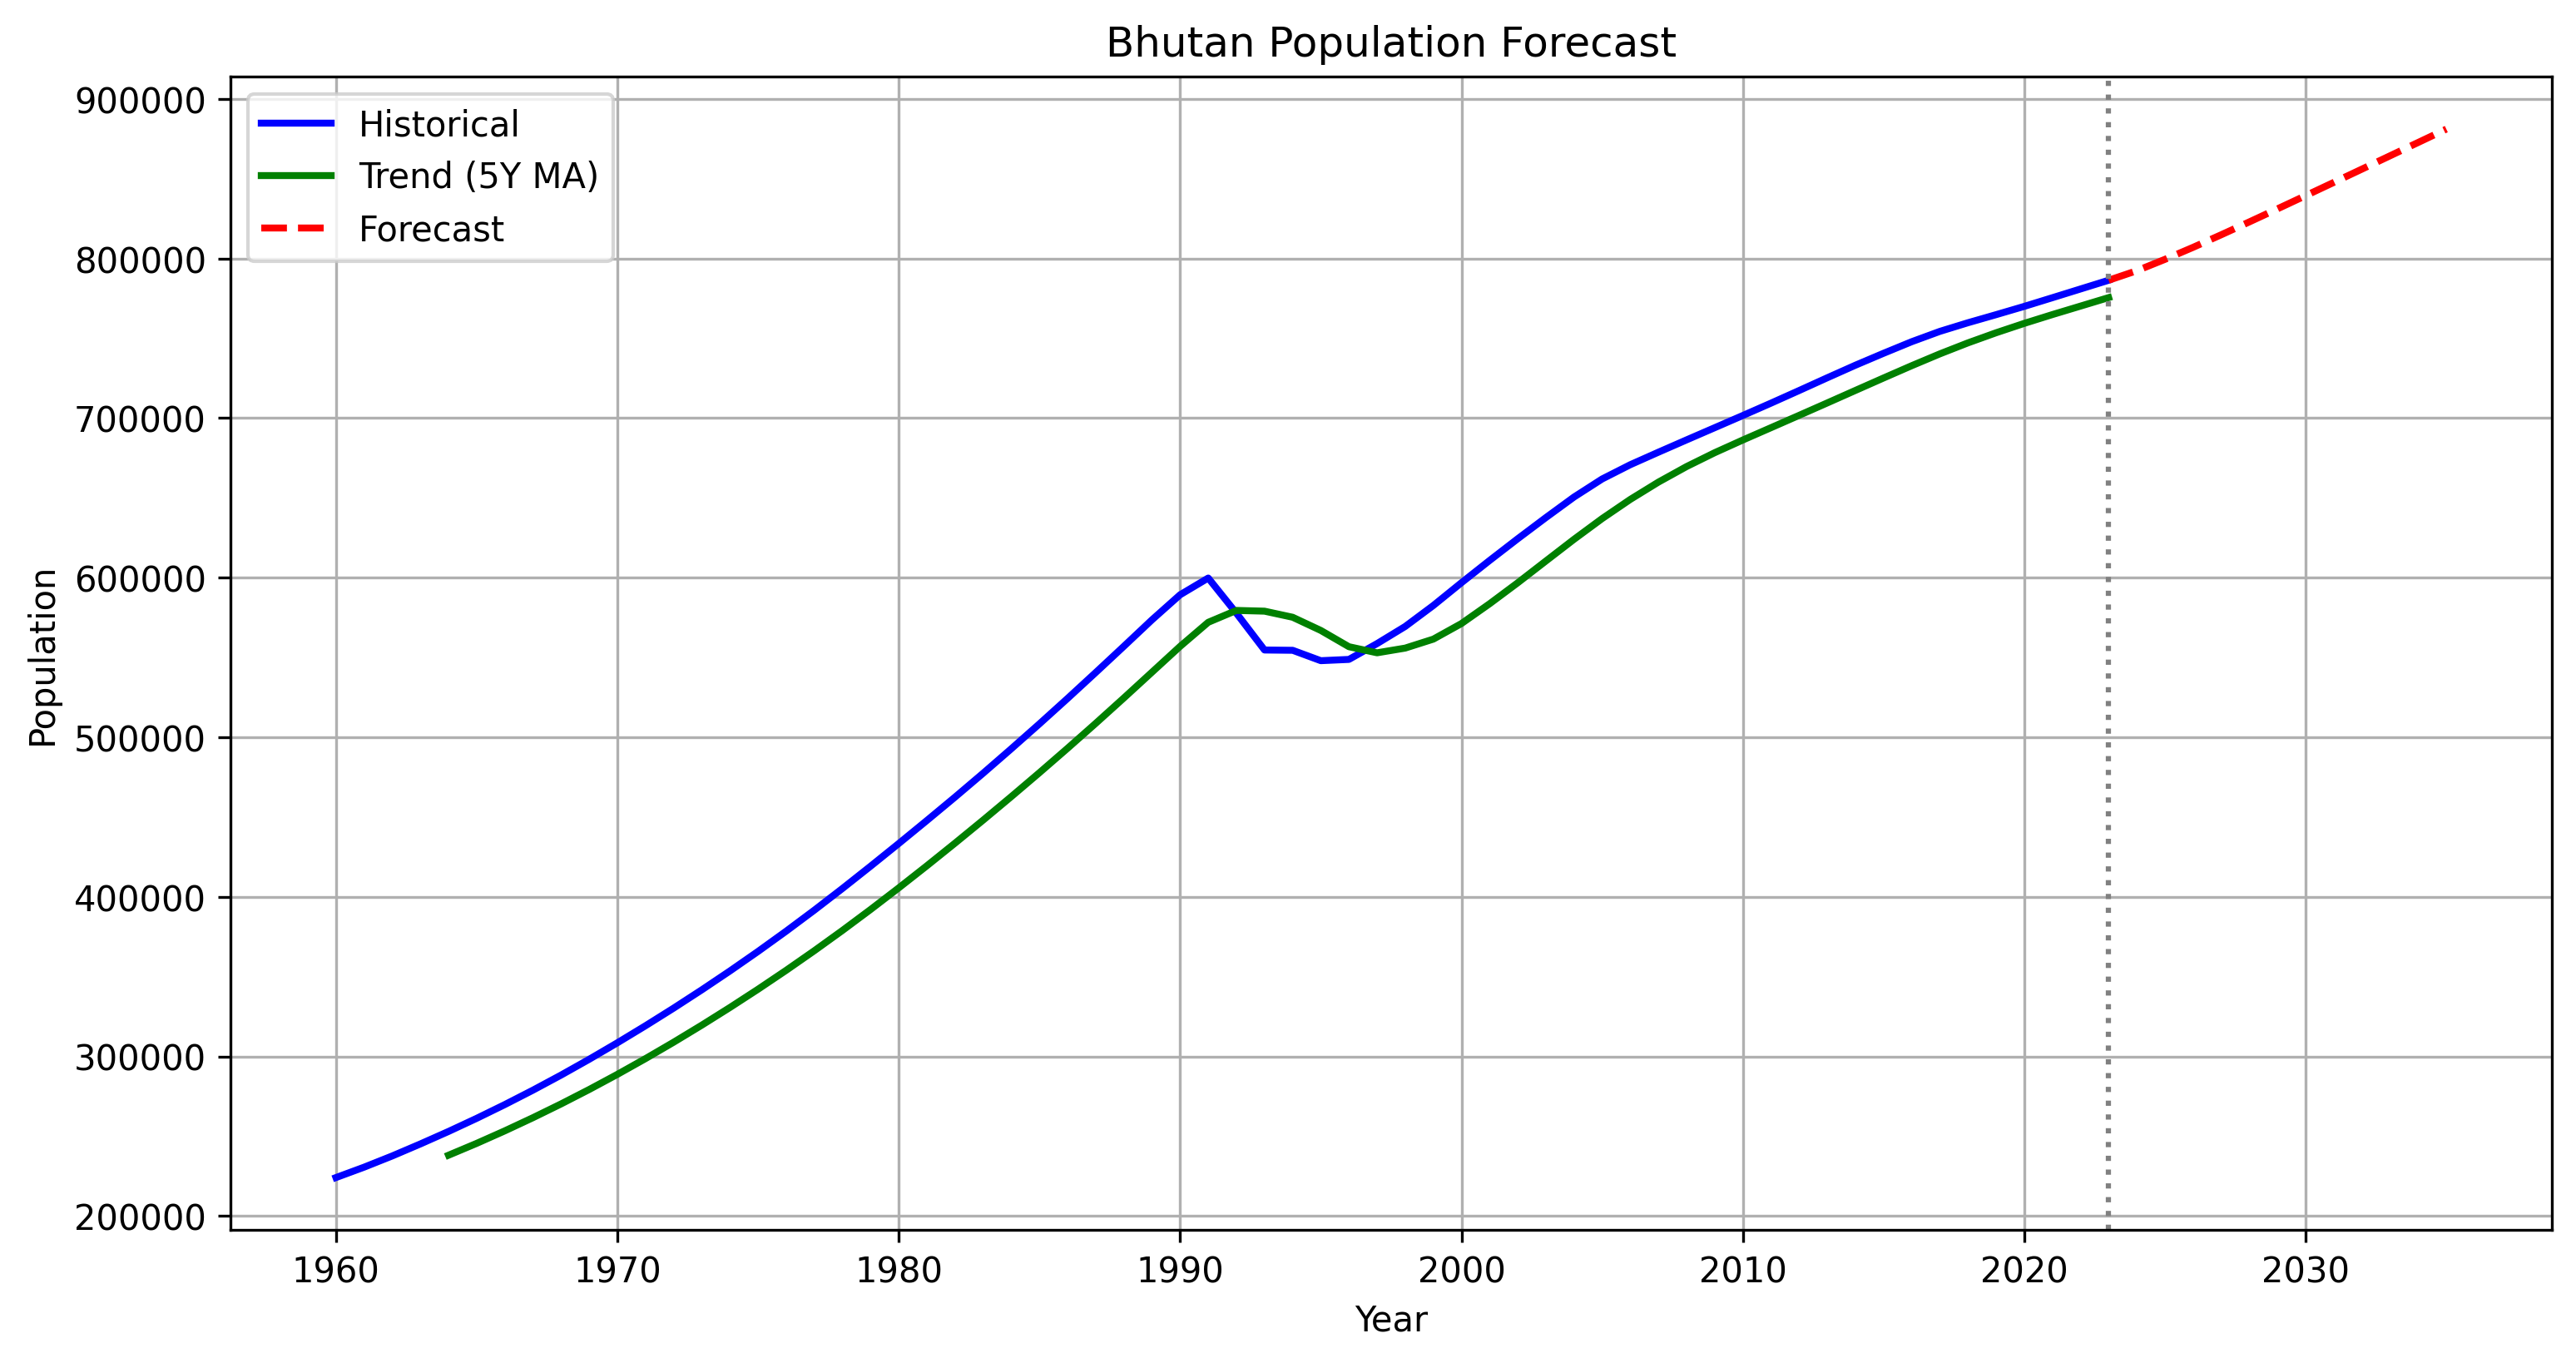 Bhutan Population Forecast
900000
800000
700000
600000
500000
400000
300000
200000
Population
Historical
Trend (5Y MA)
Forecast
1960 1970 1980 1990 2000 2010 2020 2030
Year